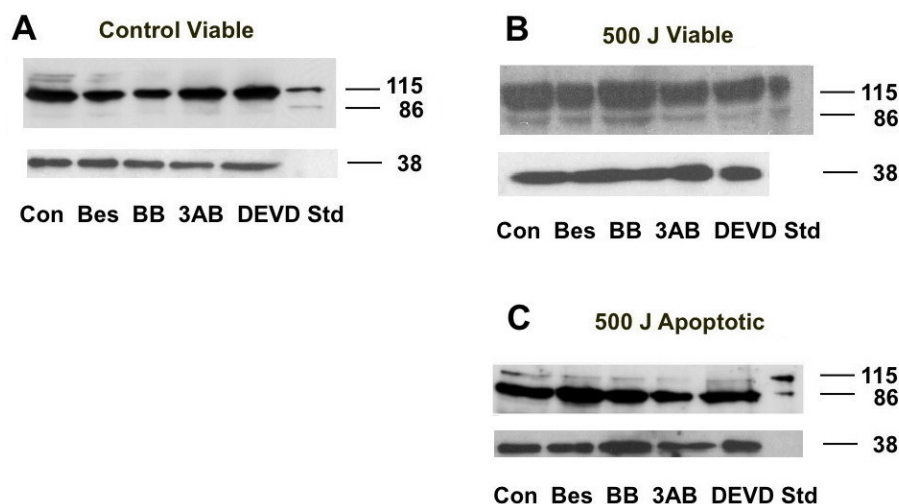 A
Control Viable
115
86
38
Con Bes BB 3AB DEVD Std
B
500 J Viable
115
86
38
Con Bes BB 3AB DEVD Std
C
500 J Apoptotic
115
86
38
Con Bes BB 3AB DEVD Std